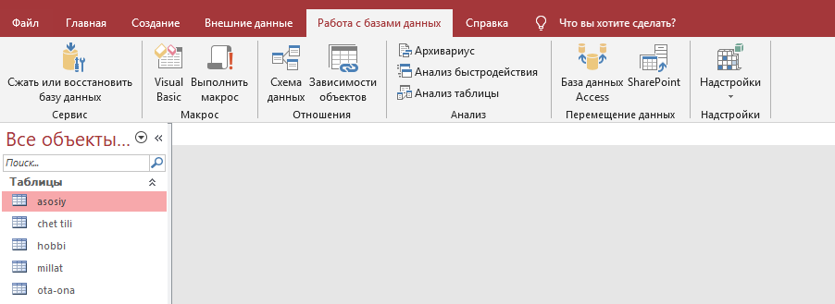 Файл Главная Создание Внешние данные Работа с базами данных Справка Что вы хотите сделать?
Сжать или восстановить базу данных
Сервис
Visual Basic
Выполнить макрос
Макрос
Схема данных
Зависимости объектов
Отношения
Архивариус
Анализ быстродействия
Анализ таблицы
Анализ
База данных Access
SharePoint
Перемещение данных
Надстройки
Надстройки
Все объекты...
Поиск...
Таблицы
asosiy
chet tili
hobbi
millat
ota-ona